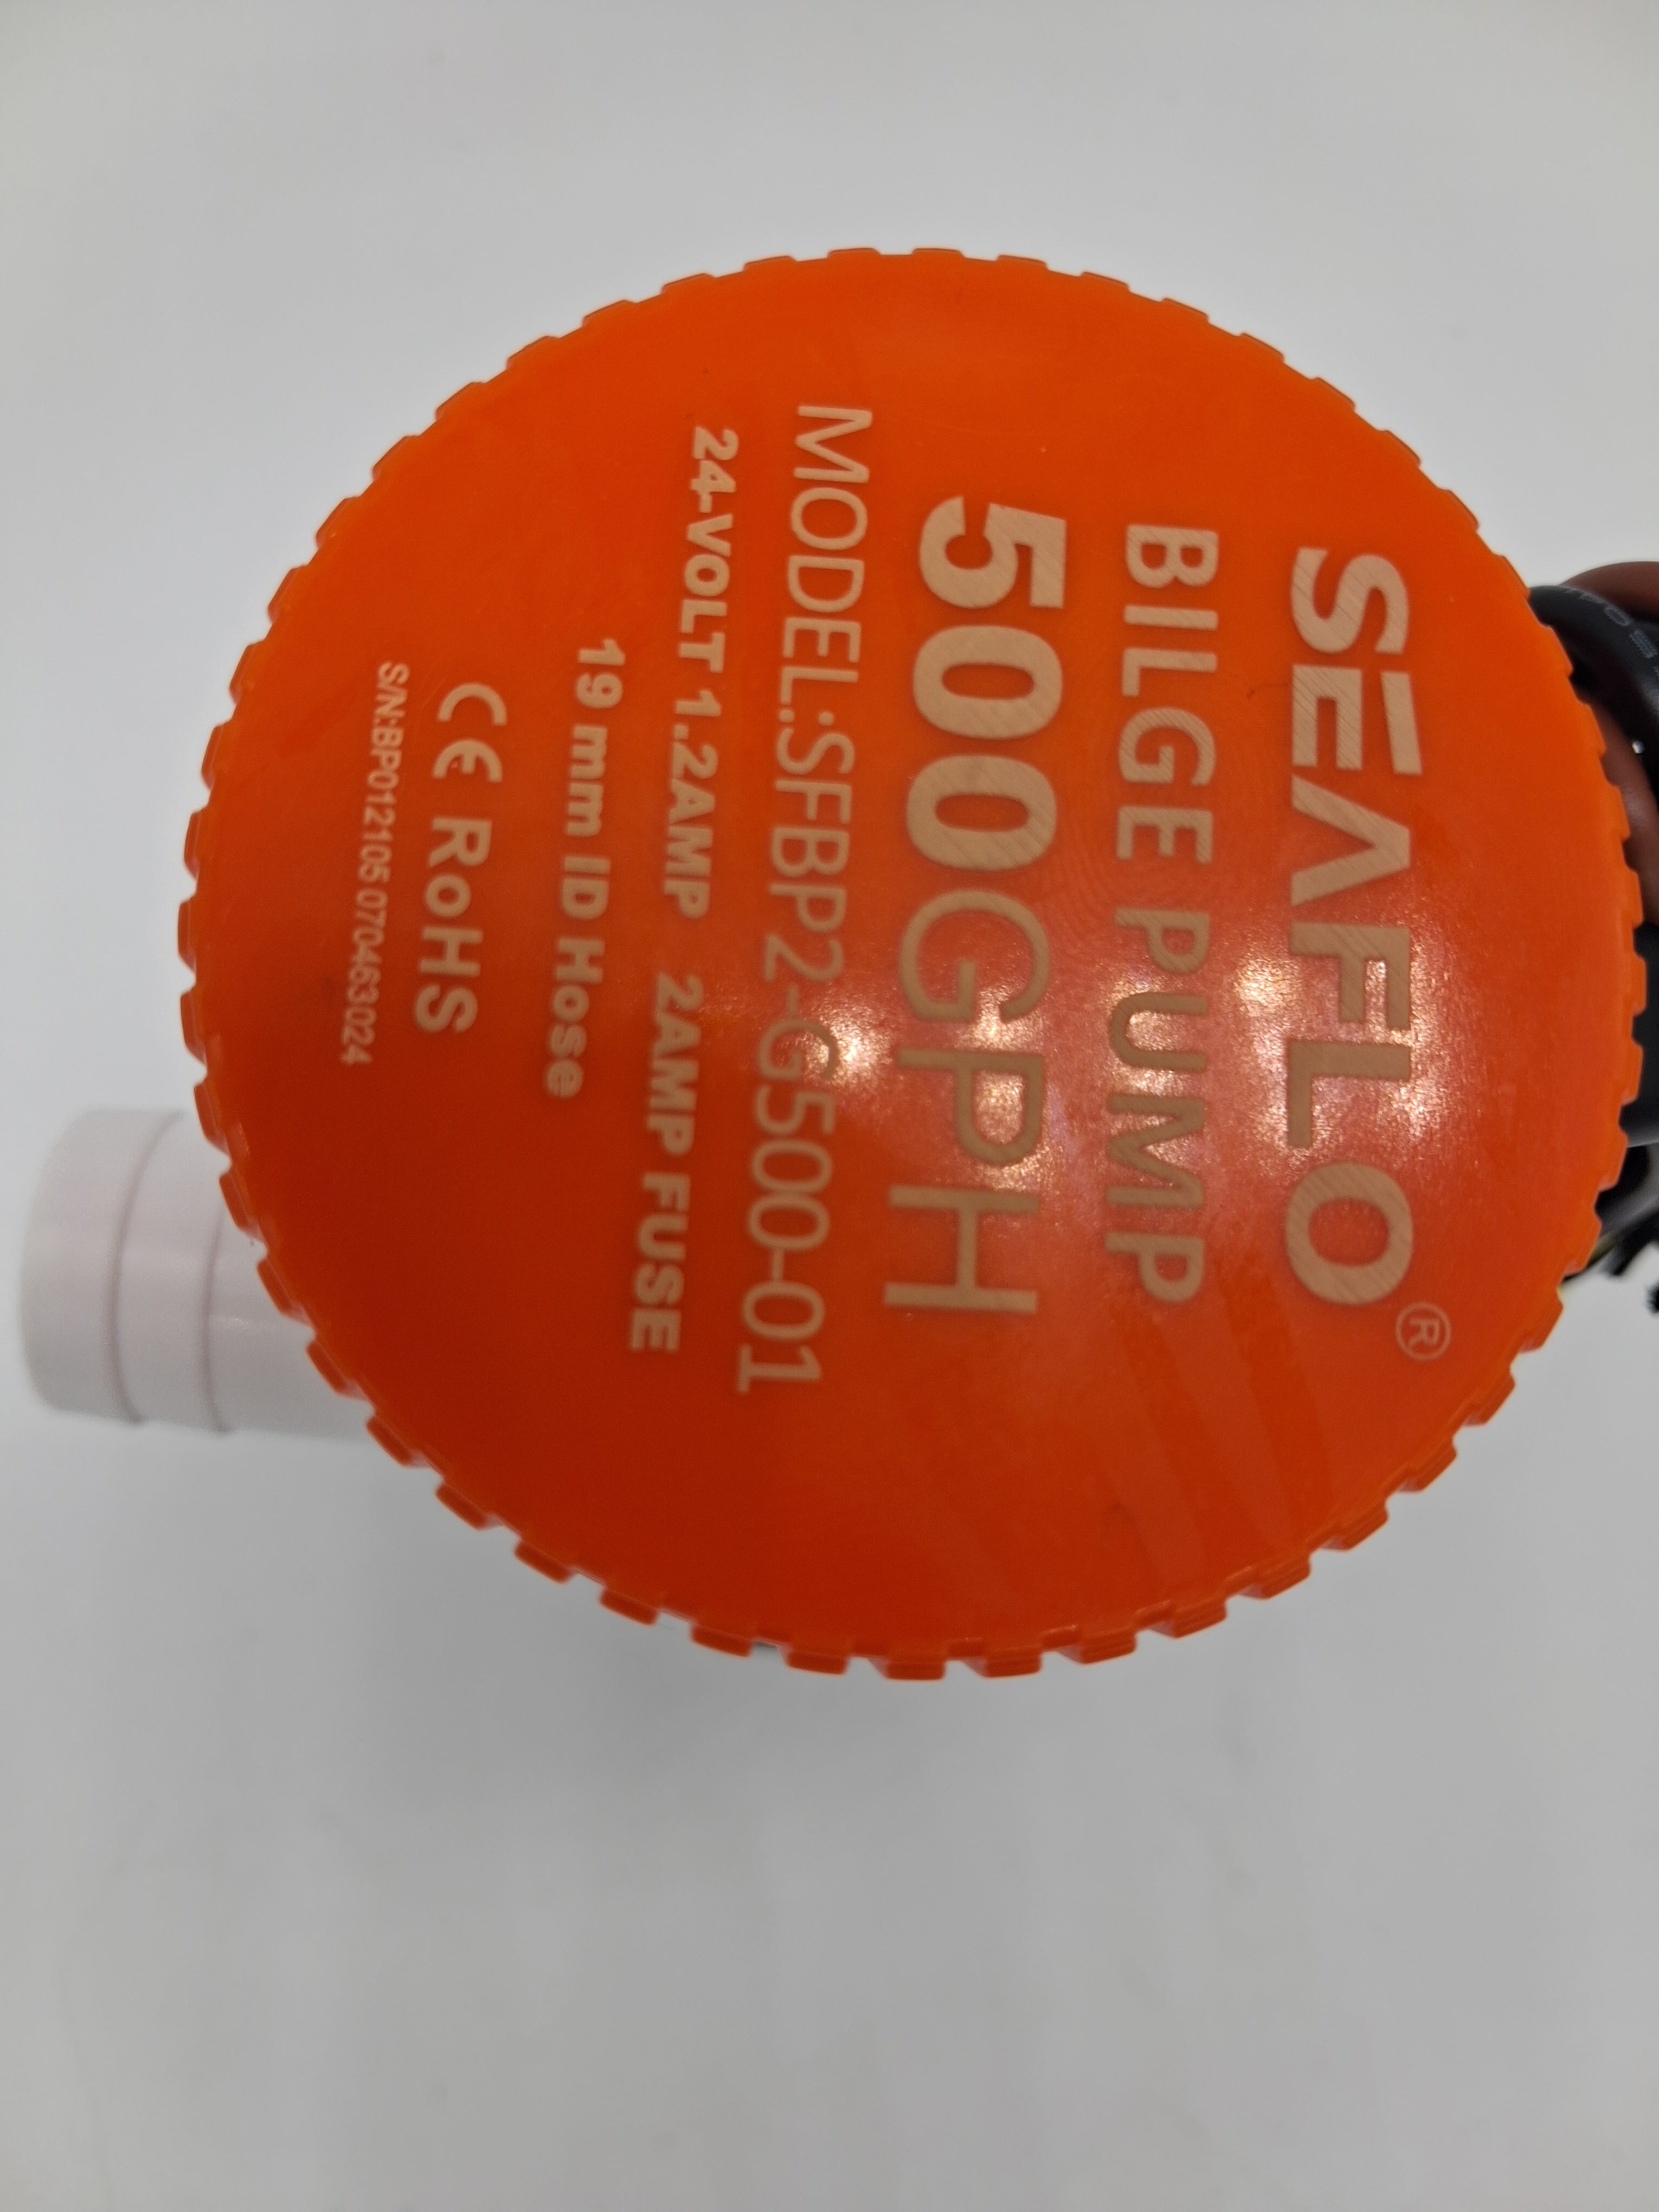 SEAFLO®
BILGE PUMP
500GPH
MODEL:SFBP2-G500-01
24-VOLT 1.2AMP 2AMP FUSE
19 mm ID Hose
CE RoHS
S/N:BP012105 070463024